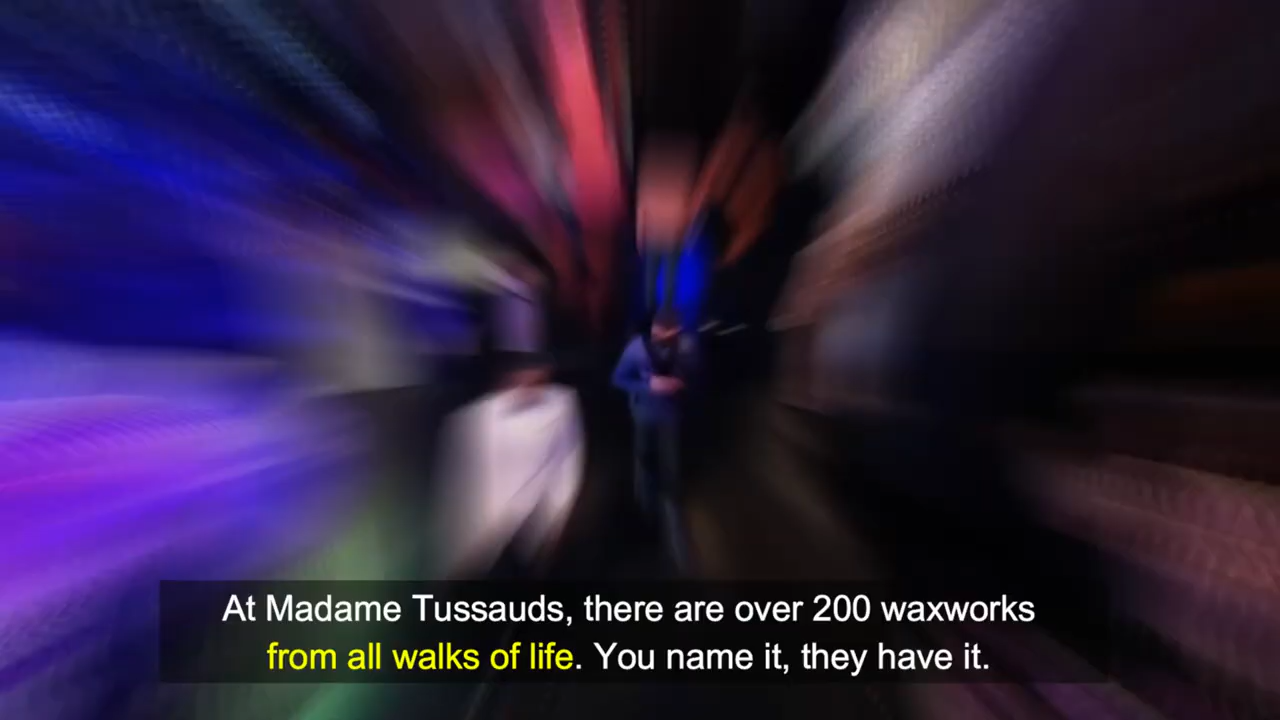 At Madame Tussauds, there are over 200 waxworks
from all walks of life. You name it, they have it.